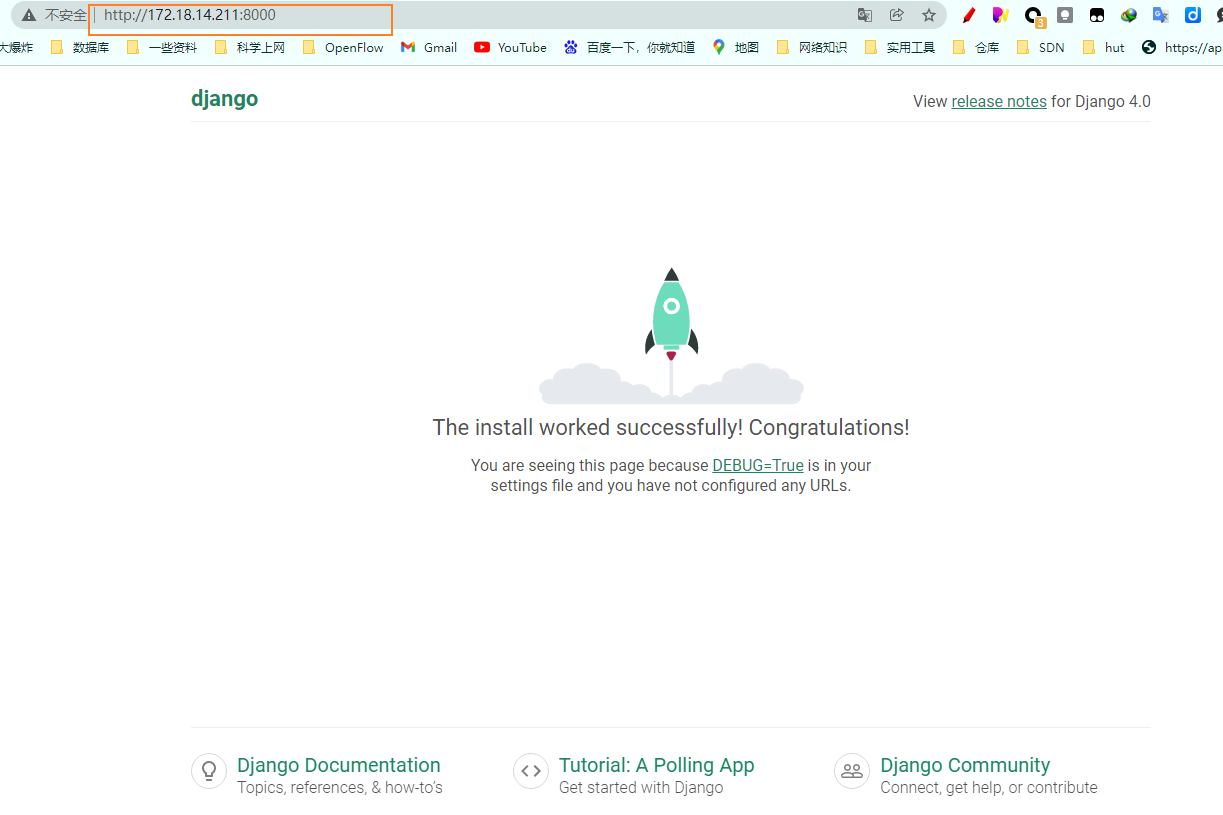 不安全 http://172.18.14.211:8000
3
大爆炸 数据库 一些资料 科学上网 OpenFlow Gmail YouTube 百度一下，你就知道 地图 网络知识 实用工具 仓库 SDN hut https://ap
django
View release notes for Django 4.0
The install worked successfully! Congratulations!
You are seeing this page because DEBUG=True is in your
settings file and you have not configured any URLs.
Django Documentation
Topics, references, & how-to’s
Tutorial: A Polling App
Get started with Django
Django Community
Connect, get help, or contribute